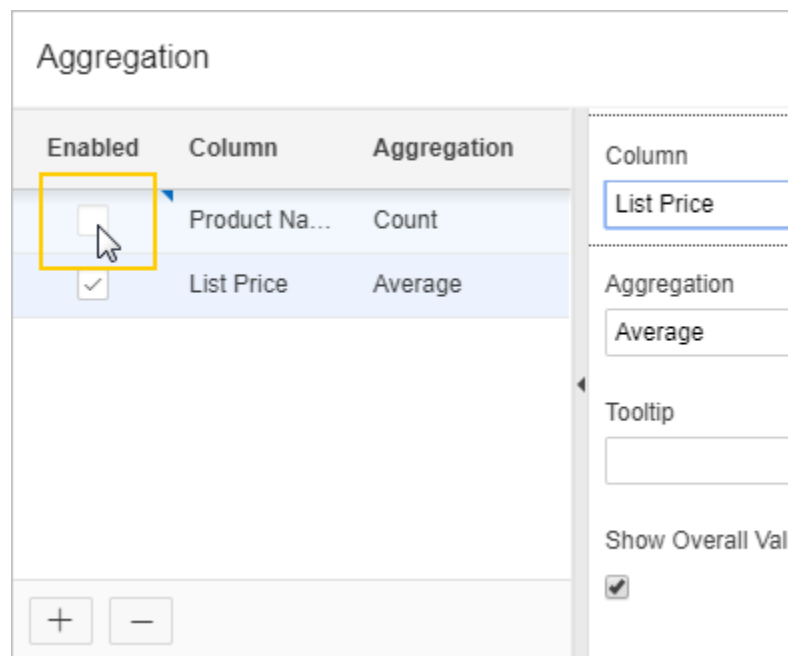 Aggregation
Enabled Column Aggregation
Product Na... Count
List Price Average
Column
List Price
Aggregation
Average
Tooltip
Show Overall Val